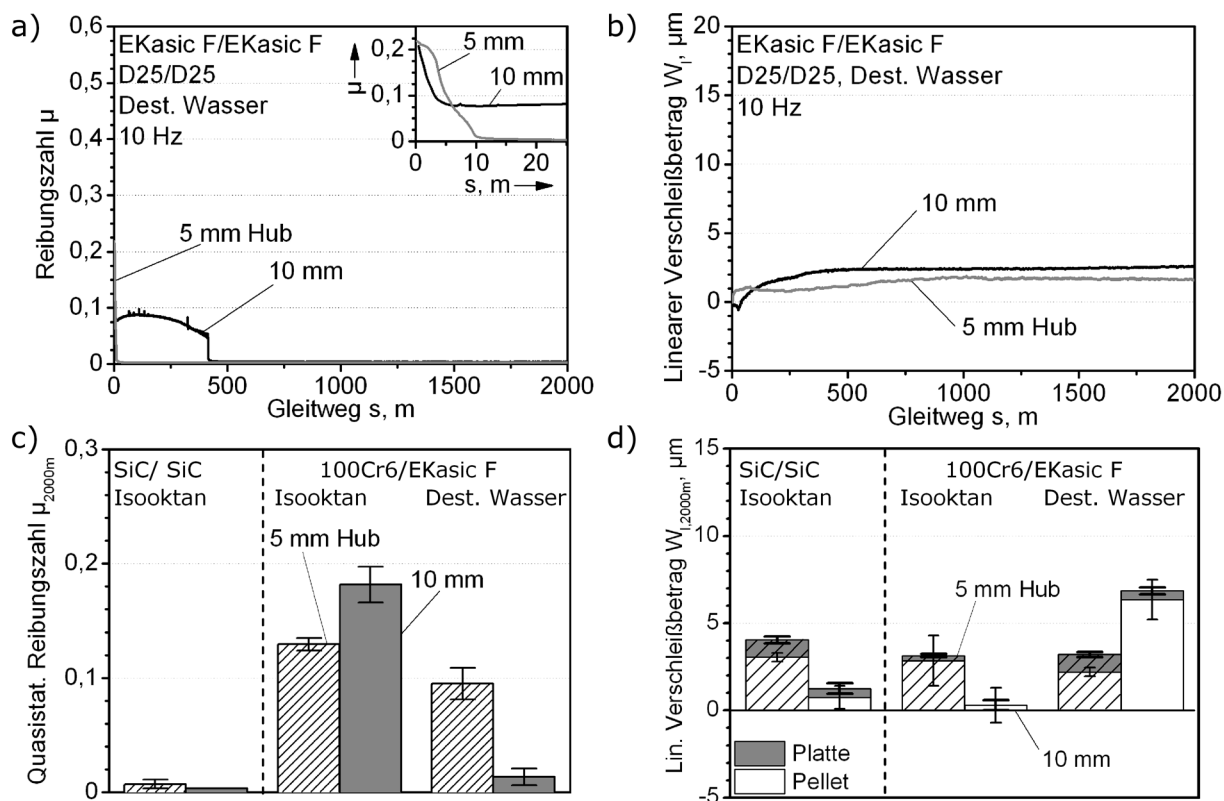 a)
Reibungszahl µ
0,6
0,5
0,4
0,3
0,2
0,1
0
EKasic F/EKasic F
D25/D25
Dest. Wasser
10 Hz
µ
0,2
0,1
0
5 mm
10 mm
0 10 20
s, m
5 mm Hub
10 mm
0 500 1000 1500 2000
Gleitweg s, m
b)
Linearer Verschleißbetrag Wl, µm
20
15
10
5
0
-5
EKasic F/EKasic F
D25/D25, Dest. Wasser
10 Hz
10 mm
5 mm Hub
0 500 1000 1500 2000
Gleitweg s, m
c)
Quasistat. Reibungszahl µ2000m
0,3
0,2
0,1
0
SiC/ SiC
Isooktan
100Cr6/EKasic F
Isooktan Dest. Wasser
5 mm Hub
10 mm
d)
Lin. Verschleißbetrag Wl,2000m, µm
15
10
5
0
-5
SiC/SiC
Isooktan
100Cr6/EKasic F
Isooktan Dest. Wasser
5 mm Hub
10 mm
Platte
Pellet